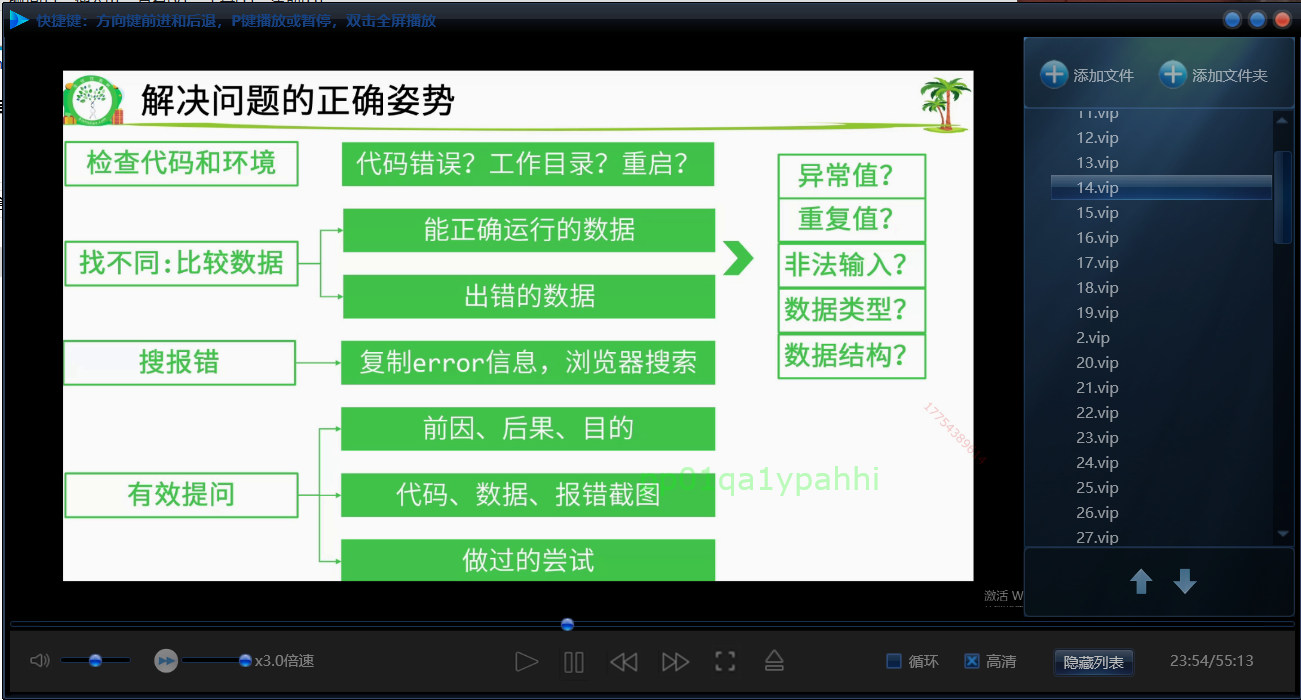 快捷键：方向键前进和后退，P键播放或暂停，双击全屏播放
解决问题的正确姿势
检查代码和环境
代码错误？工作目录？重启？
找不同:比较数据
能正确运行的数据
出错的数据
异常值？
重复值？
非法输入？
数据类型？
数据结构？
搜报错
复制error信息，浏览器搜索
有效提问
前因、后果、目的
代码、数据、报错截图
做过的尝试
激活 W
添加文件
添加文件夹
11.vip
12.vip
13.vip
14.vip
15.vip
16.vip
17.vip
18.vip
19.vip
2.vip
20.vip
21.vip
22.vip
23.vip
24.vip
25.vip
26.vip
27.vip
x3.0倍速
循环
高清
隐藏列表
23:54/55:13